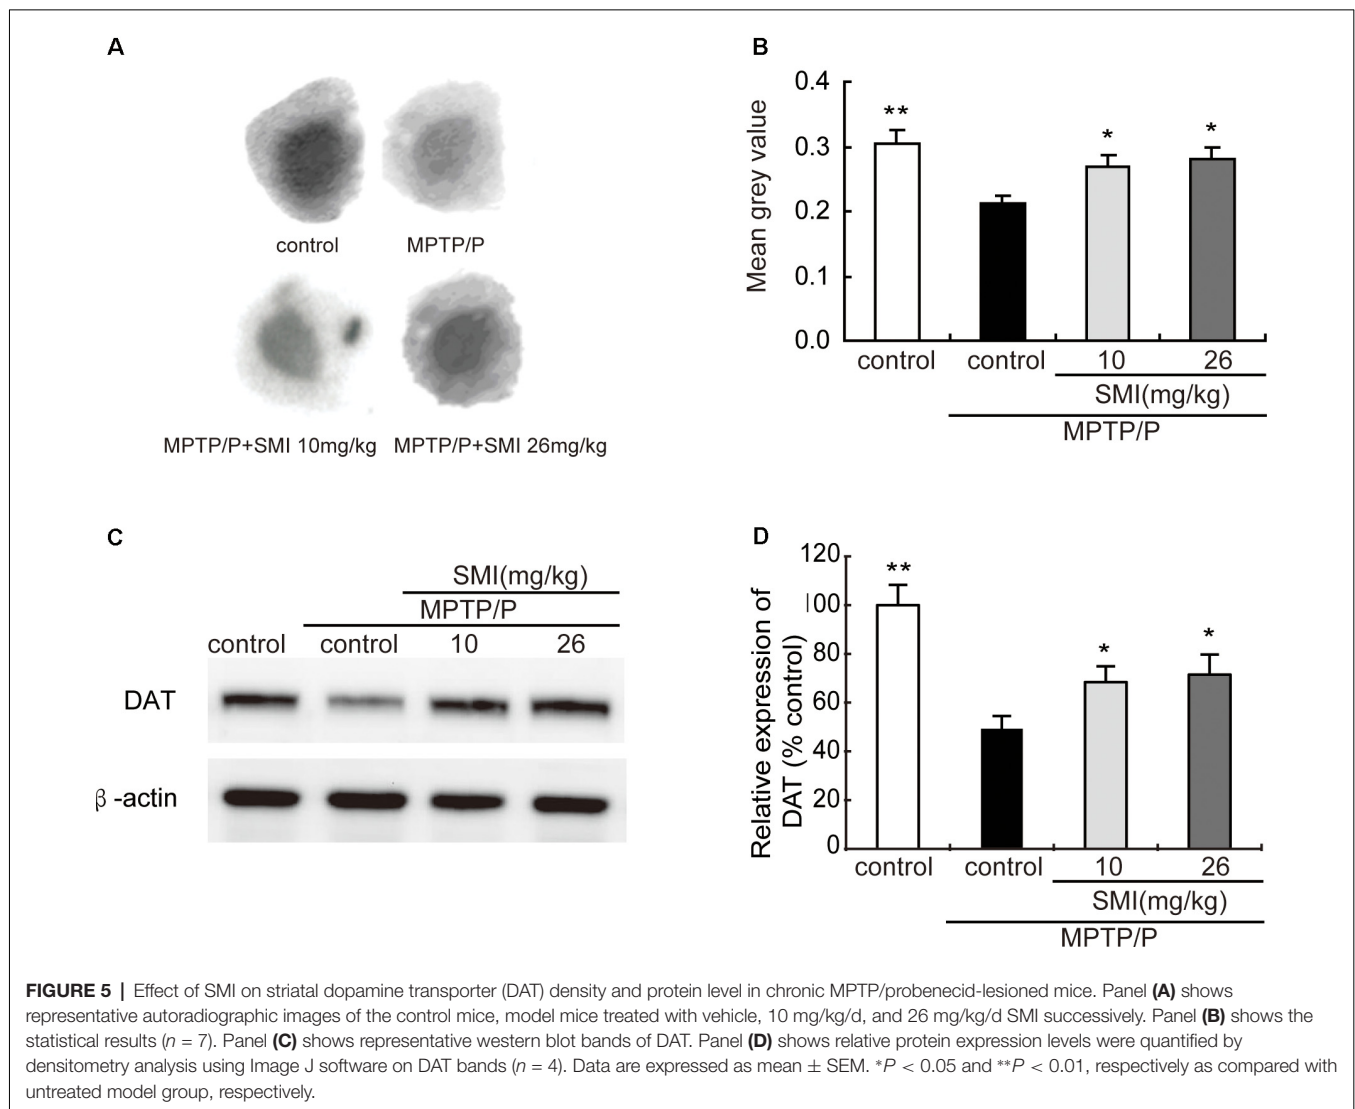 A
control
MPTP/P
MPTP/P+SMI 10mg/kg
MPTP/P+SMI 26mg/kg
B
Mean grey value
0.4
0.3
0.2
0.1
0.0
**
*
*
control
control
10
26
SMI(mg/kg)
MPTP/P
C
SMI(mg/kg)
MPTP/P
control
control
10
26
DAT
β -actin
D
Relative expression of
DAT (% control)
120
100
80
60
40
20
0
**
*
*
control
control
10
26
SMI(mg/kg)
MPTP/P
FIGURE 5 | Effect of SMI on striatal dopamine transporter (DAT) density and protein level in chronic MPTP/probenecid-lesioned mice. Panel (A) shows
representative autoradiographic images of the control mice, model mice treated with vehicle, 10 mg/kg/d, and 26 mg/kg/d SMI successively. Panel (B) shows the
statistical results (n = 7). Panel (C) shows representative western blot bands of DAT. Panel (D) shows relative protein expression levels were quantified by
densitometry analysis using Image J software on DAT bands (n = 4). Data are expressed as mean ± SEM. *P < 0.05 and **P < 0.01, respectively as compared with
untreated model group, respectively.